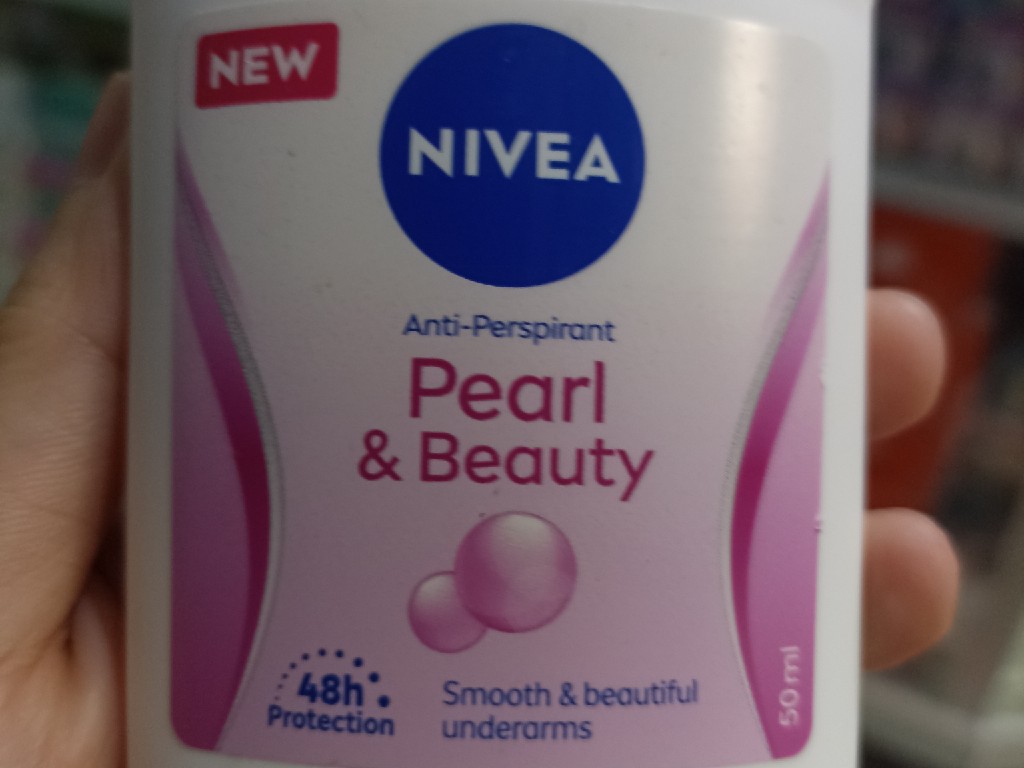 NEW
NIVEA
Anti-Perspirant
Pearl
& Beauty
48h
Protection
Smooth & beautiful
underarms
50 ml